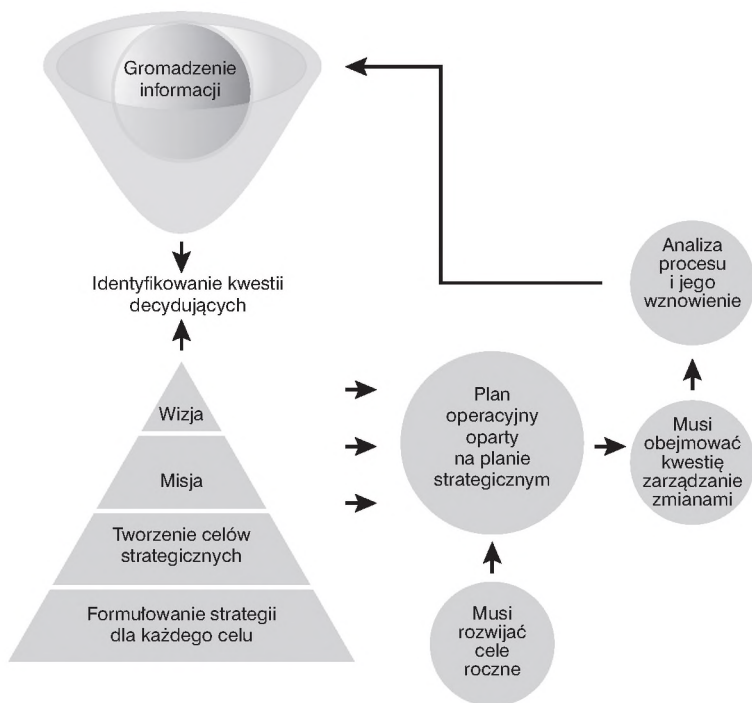 Gromadzenie
informacji
Identyfikowanie kwestii
decydujących
Wizja
Misja
Tworzenie celów
strategicznych
Formułowanie strategii
dla każdego celu
Plan
operacyjny
oparty
na planie
strategicznym
Musi
rozwijać
cele
roczne
Musi
obejmować
kwestię
zarządzanie
zmianami
Analiza
procesu
i jego
wznowienie